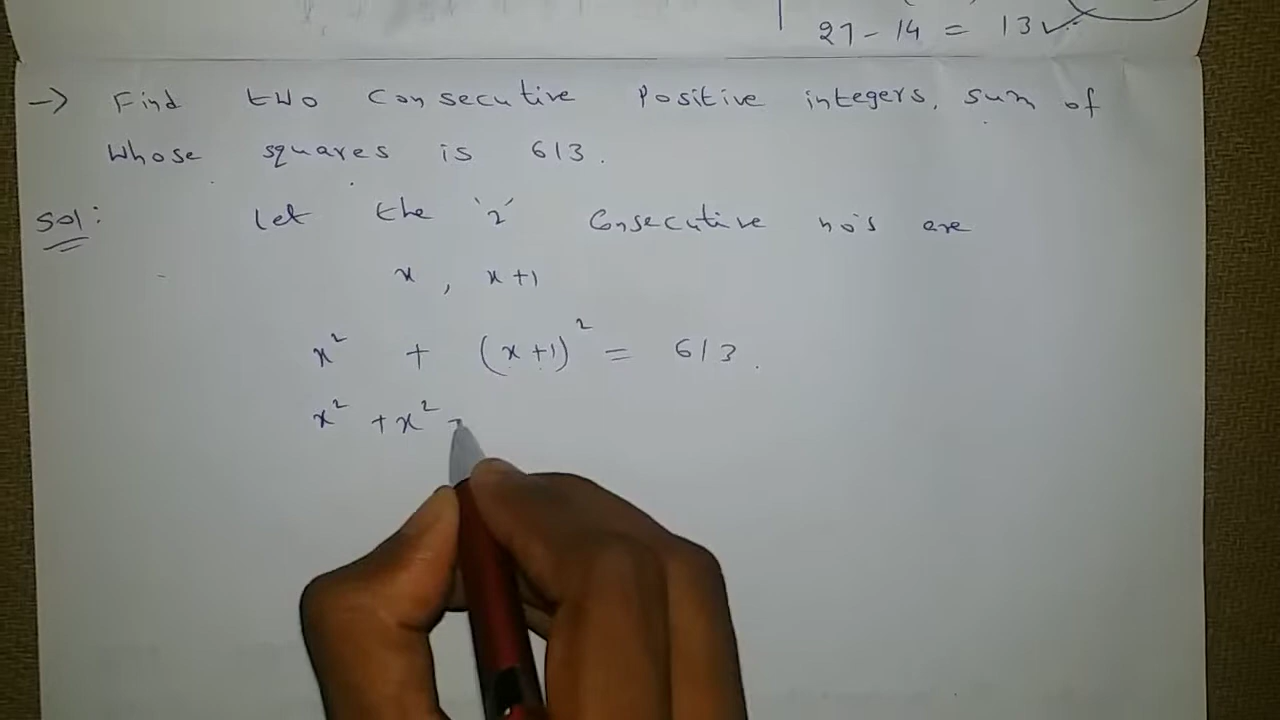 27 - 14 = 13 ✓
→ Find two consecutive positive integers, sum of
whose squares is 613.
Sol: Let the '2' Consecutive no's are
x , x+1
x² + (x+1)² = 613.
x² + x² -